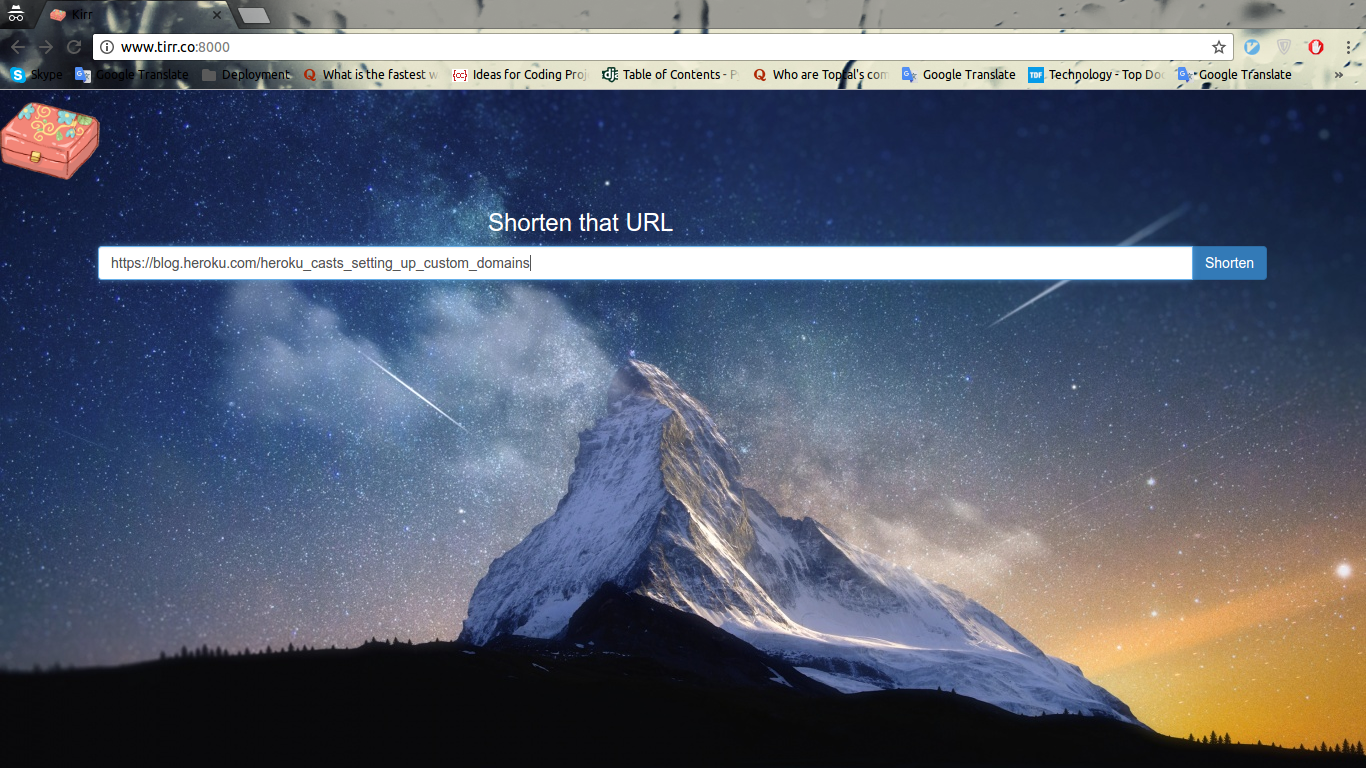 Kirr
www.tirr.co:8000
Skype Google Translate Deployment What is the fastest w Ideas for Coding Proj Table of Contents - P Who are Toptal's com Google Translate TDF Technology - Top Doc Google Translate »
Shorten that URL
https://blog.heroku.com/heroku_casts_setting_up_custom_domains Shorten